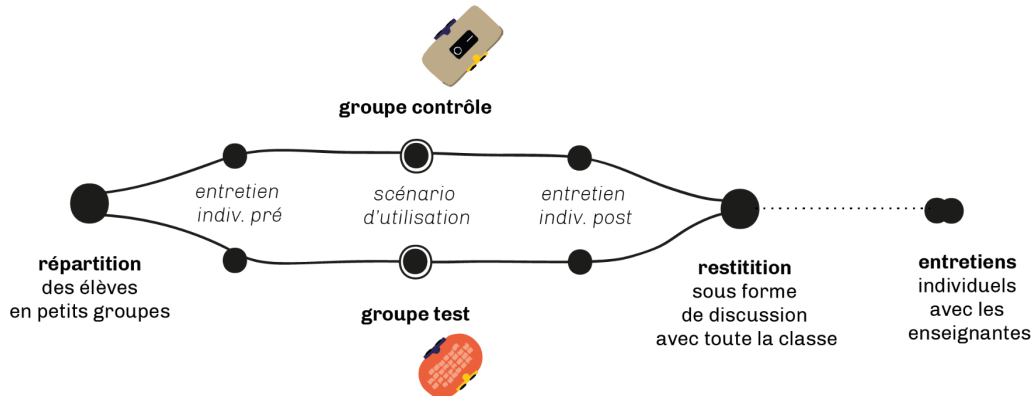 groupe contrôle
entretien
indiv. pré
scénario
d'utilisation
entretien
indiv. post
répartition
des élèves
en petits groupes
groupe test
restitition
sous forme
de discussion
avec toute la classe
entretiens
individuels
avec les
enseignantes